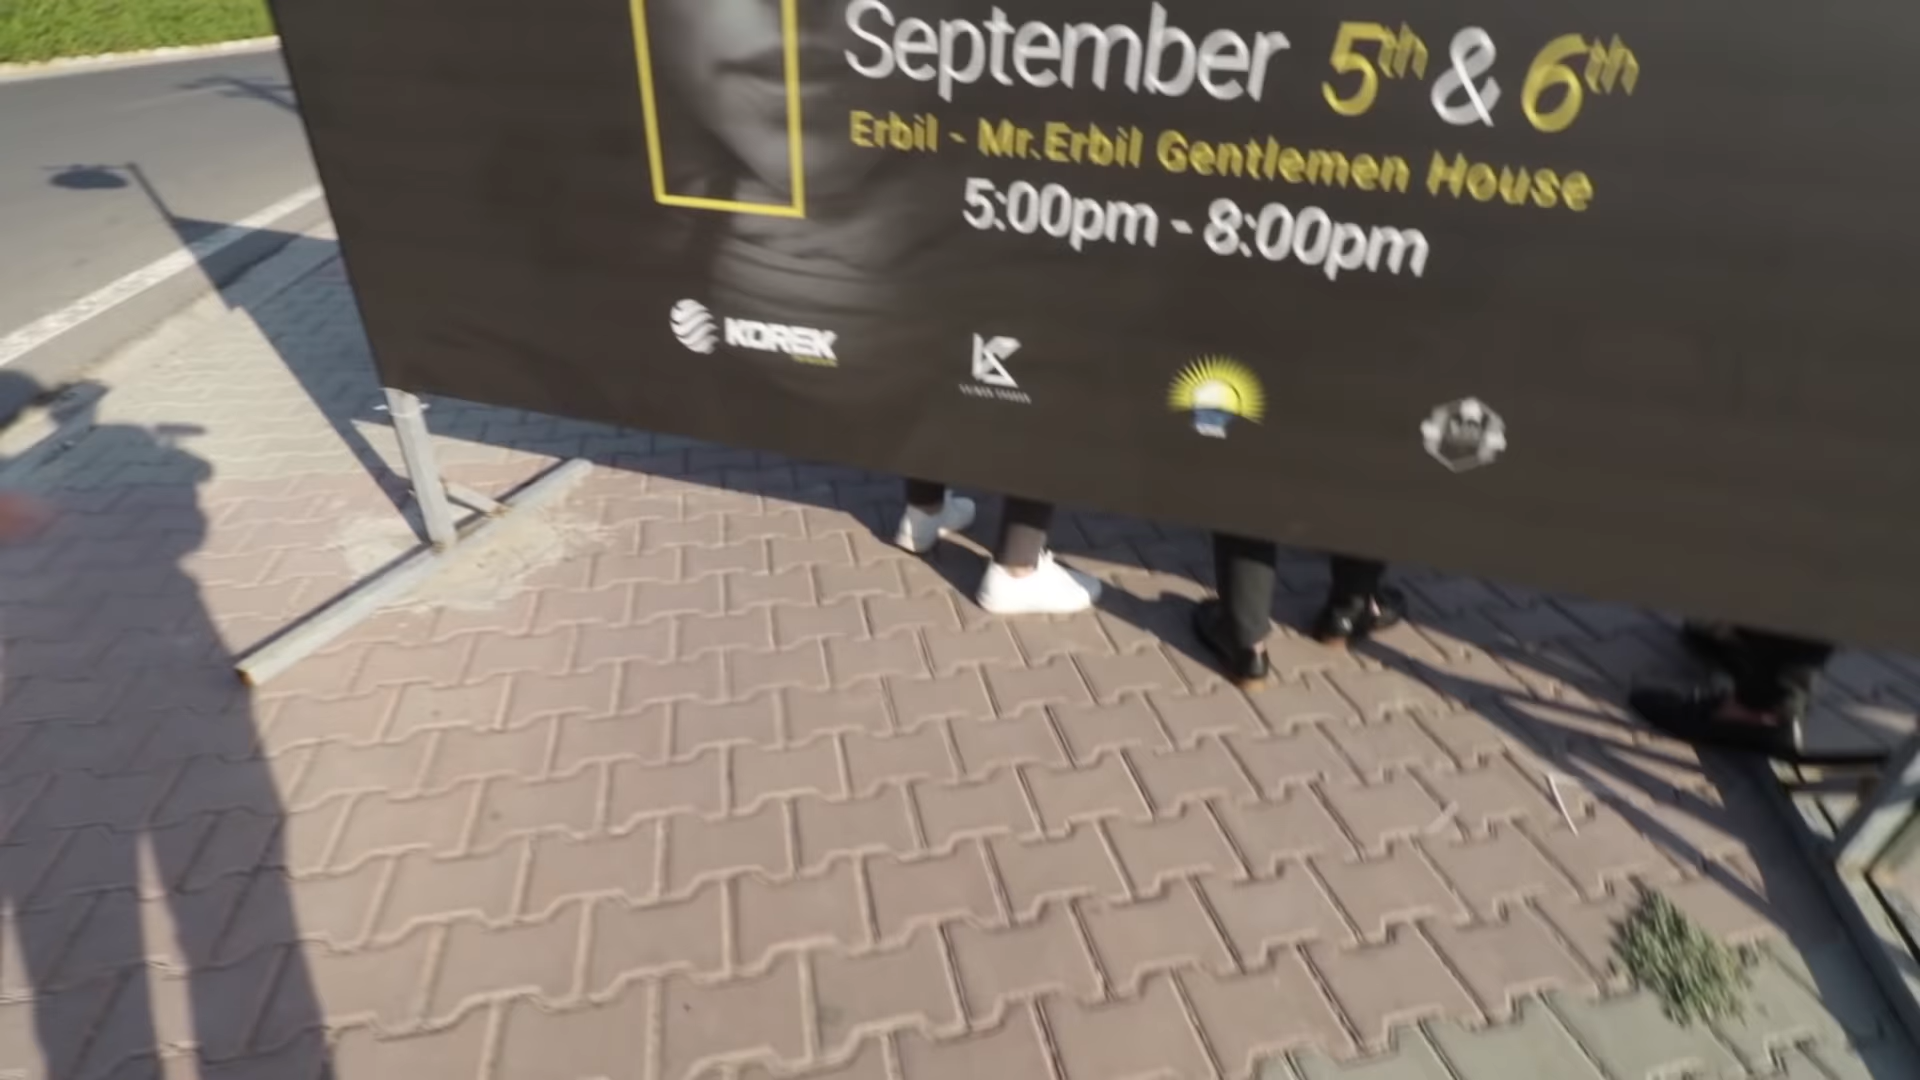 September 5th & 6th
Erbil - Mr.Erbil Gentlemen House
5:00pm - 8:00pm
KOREK